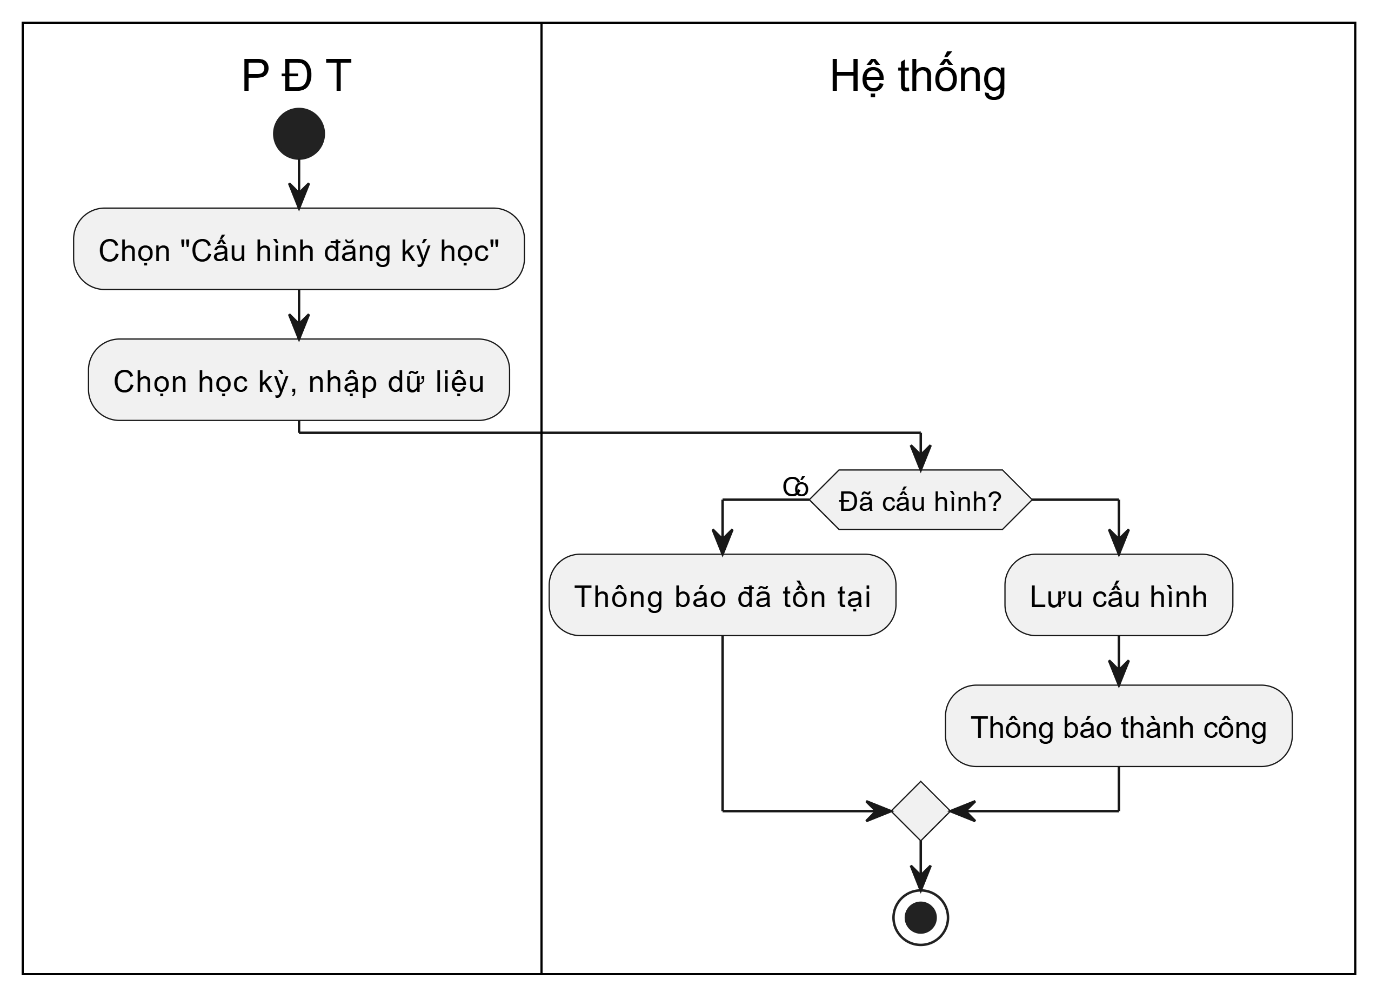 P Đ T
Hệ thống
Chọn "Cấu hình đăng ký học"
Chọn học kỳ, nhập dữ liệu
Có
Đã cấu hình?
Thông báo đã tồn tại
Lưu cấu hình
Thông báo thành công